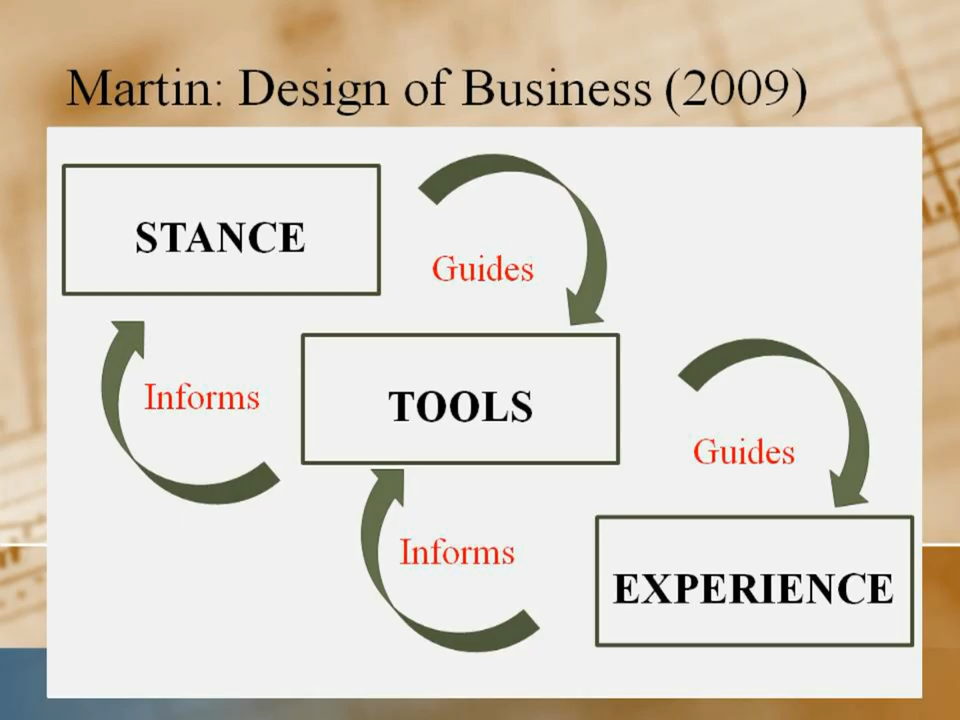 Martin: Design of Business (2009)
STANCE
Guides
Informs
TOOLS
Guides
Informs
EXPERIENCE